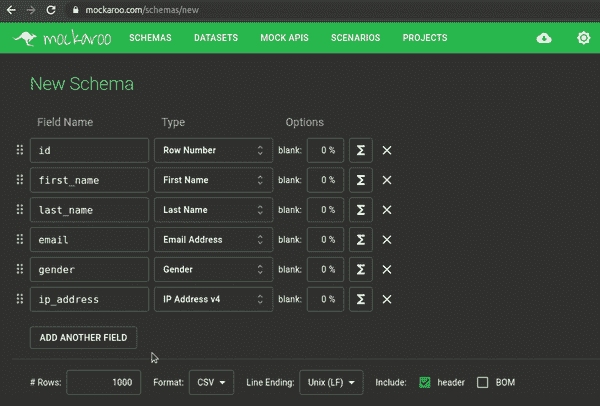 mockaroo.com/schemas/new
mockaroo SCHEMAS DATASETS MOCK APIS SCENARIOS PROJECTS
New Schema
Field Name Type Options
id Row Number blank: 0 % Σ
first_name First Name blank: 0 % Σ
last_name Last Name blank: 0 % Σ
email Email Address blank: 0 % Σ
gender Gender blank: 0 % Σ
ip_address IP Address v4 blank: 0 % Σ
ADD ANOTHER FIELD
# Rows: 1000 Format: CSV Line Ending: Unix (LF) Include: header BOM